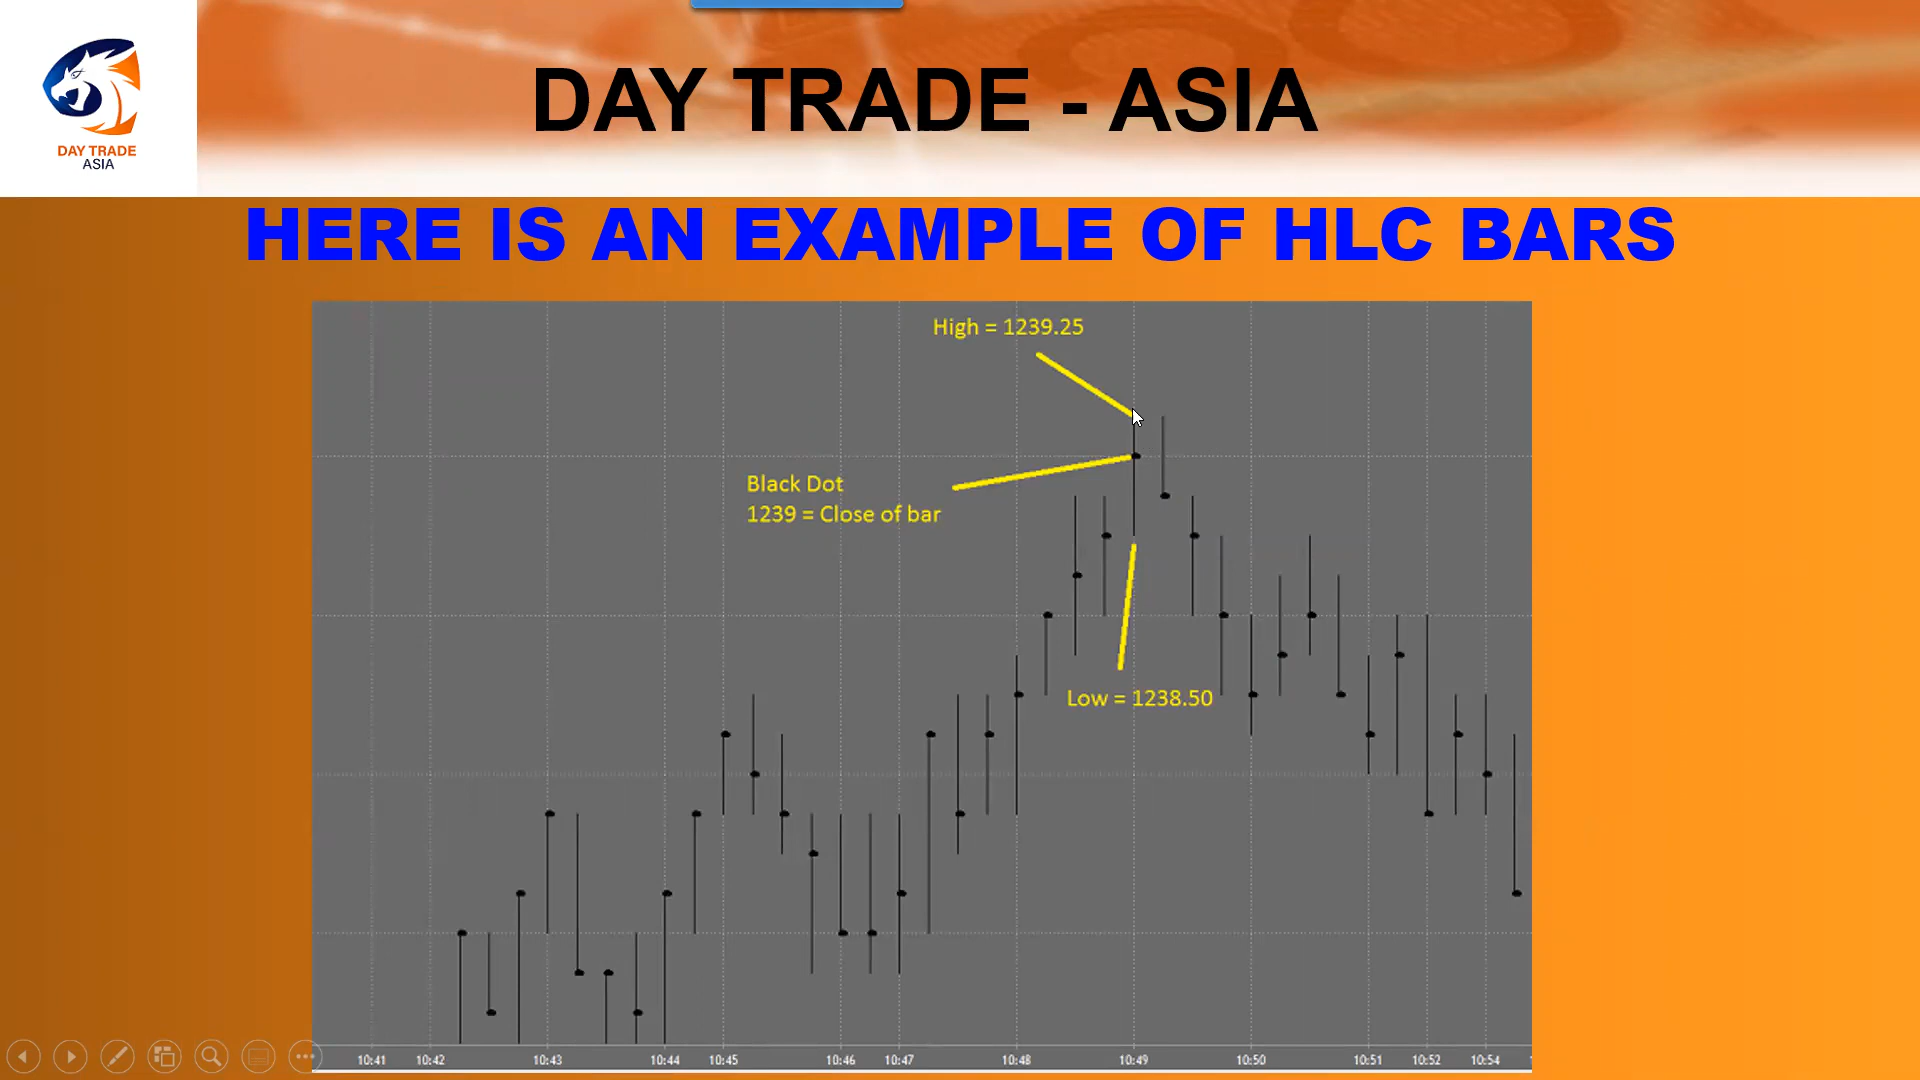 DAY TRADE - ASIA
DAY TRADE
ASIA
HERE IS AN EXAMPLE OF HLC BARS
High = 1239.25
Black Dot
1239 = Close of bar
Low = 1238.50
10:41 10:42 10:43 10:44 10:45 10:46 10:47 10:48 10:49 10:50 10:51 10:52 10:54